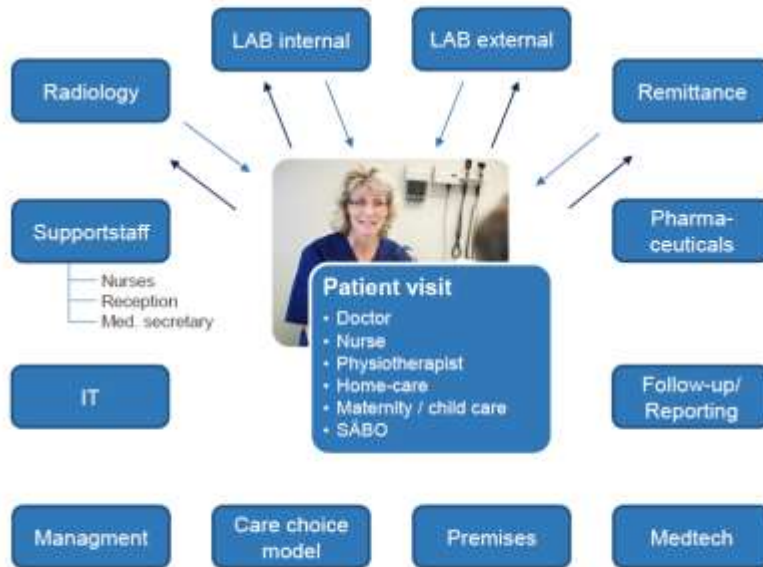 LAB internal
LAB external
Radiology
Remittance
Supportstaff
Nurses
Reception
Med. secretary
Pharma-
ceuticals
Patient visit
• Doctor
• Nurse
• Physiotherapist
• Home-care
• Maternity / child care
• SÄBO
IT
Follow-up/
Reporting
Managment
Care choice
model
Premises
Medtech